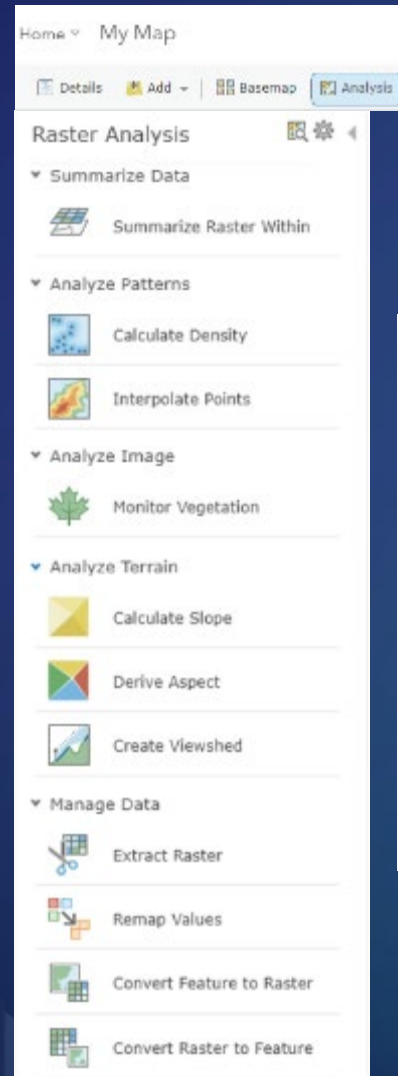 Home My Map
Details Add Basemap Analysis
Raster Analysis
Summarize Data
Summarize Raster Within
Analyze Patterns
Calculate Density
Interpolate Points
Analyze Image
Monitor Vegetation
Analyze Terrain
Calculate Slope
Derive Aspect
Create Viewshed
Manage Data
Extract Raster
Remap Values
Convert Feature to Raster
Convert Raster to Feature